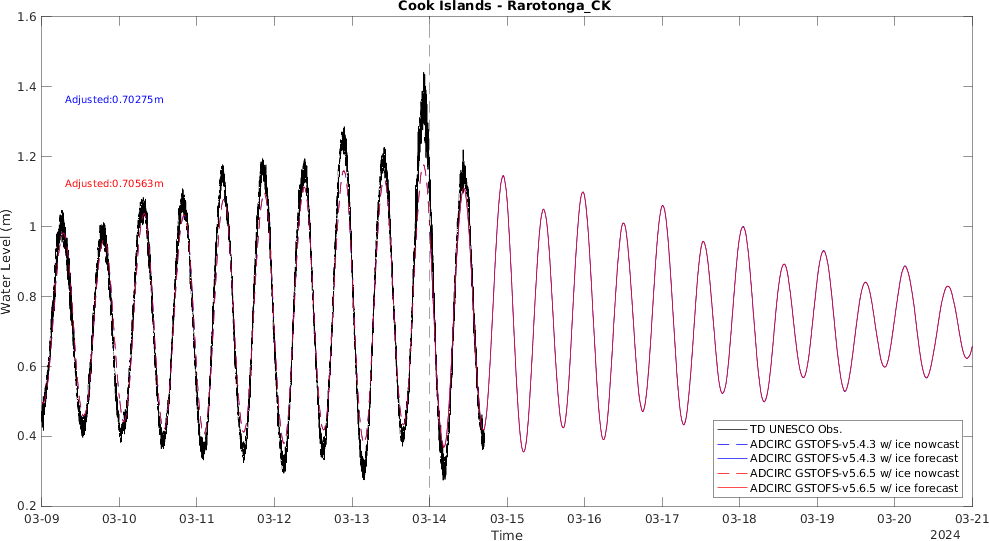 Cook Islands - Rarotonga_CK
1.6
1.4
1.2
1
0.8
0.6
0.4
0.2
Water Level (m)
Adjusted:0.70275m
Adjusted:0.70563m
TD UNESCO Obs.
ADCIRC GSTOFS-v5.4.3 w/ ice nowcast
ADCIRC GSTOFS-v5.4.3 w/ ice forecast
ADCIRC GSTOFS-v5.6.5 w/ ice nowcast
ADCIRC GSTOFS-v5.6.5 w/ ice forecast
03-09 03-10 03-11 03-12 03-13 03-14 03-15 03-16 03-17 03-18 03-19 03-20 03-21
Time
2024